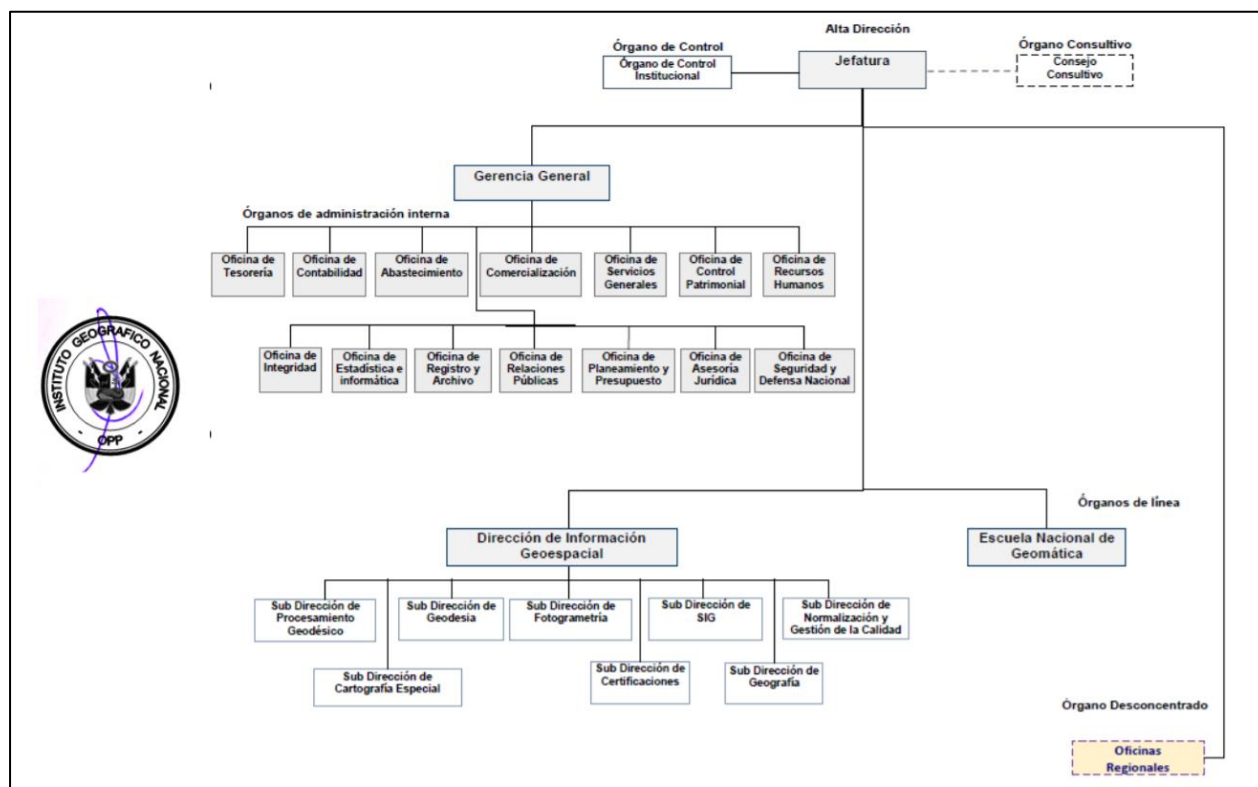 Alta Dirección
Órgano de Control
Órgano Consultivo
Órgano de Control
Institucional
Jefatura
Consejo
Consultivo
Gerencia General
Órganos de administración interna
Oficina de
Tesorería
Oficina de
Contabilidad
Oficina de
Abastecimiento
Oficina de
Comercialización
Oficina de
Servicios
Generales
Oficina de
Control
Patrimonial
Oficina de
Recursos
Humanos
Oficina de
Integridad
Oficina de
Estadística e
informática
Oficina de
Registro y
Archivo
Oficina de
Relaciones
Públicas
Oficina de
Planeamiento y
Presupuesto
Oficina de
Asesoría
Jurídica
Oficina de
Seguridad y
Defensa Nacional
INSTITUTO GEOGRAFICO NACIONAL
- OPP -
Órganos de línea
Dirección de Información
Geoespacial
Escuela Nacional de
Geomática
Sub Dirección de
Procesamiento
Geodésico
Sub Dirección de
Geodesia
Sub Dirección de
Fotogrametría
Sub Dirección de
SIG
Sub Dirección de
Normalización y
Gestión de la Calidad
Sub Dirección de
Cartografía Especial
Sub Dirección de
Certificaciones
Sub Dirección de
Geografía
Órgano Desconcentrado
Oficinas
Regionales